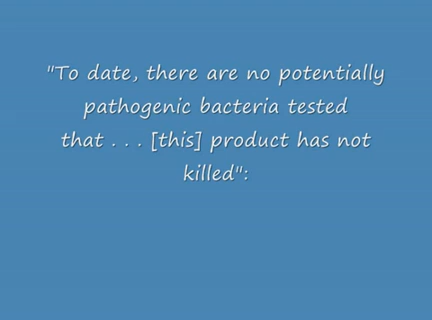 "To date, there are no potentially
pathogenic bacteria tested
that . . . [this] product has not
killed":